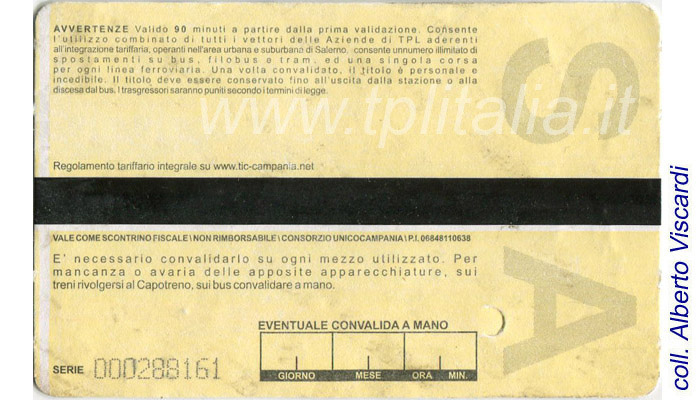 AVVERTENZE Valido 90 minuti a partire dalla prima validazione. Consente
l'utilizzo combinato di tutti i vettori delle Aziende di TPL aderenti
all'integrazione tariffaria, operanti nell'area urbana e suburbana di Salerno, consente unnumero illimitato di
spostamenti su bus, filobus o tram, ed una singola corsa
per ogni linea ferroviaria. Una volta convalidato, il titolo è personale e
incedibile. Il titolo deve essere conservato fino all'uscita dalla stazione o alla
discesa dal bus. I trasgressori saranno puniti secondo i termini di legge.
www.tplitalia.it
Regolamento tariffario integrale su www.tic-campania.net
SA
VALE COME SCONTRINO FISCALE \ NON RIMBORSABILE \ CONSORZIO UNICOCAMPANIA \ P.I. 06848110638
E' necessario convalidarlo su ogni mezzo utilizzato. Per
mancanza o avaria delle apposite apparecchiature, sui
treni rivolgersi al Capotreno, sui bus convalidare a mano.
EVENTUALE CONVALIDA A MANO
GIORNO MESE ORA MIN.
SERIE 000288161
coll. Alberto Viscardi